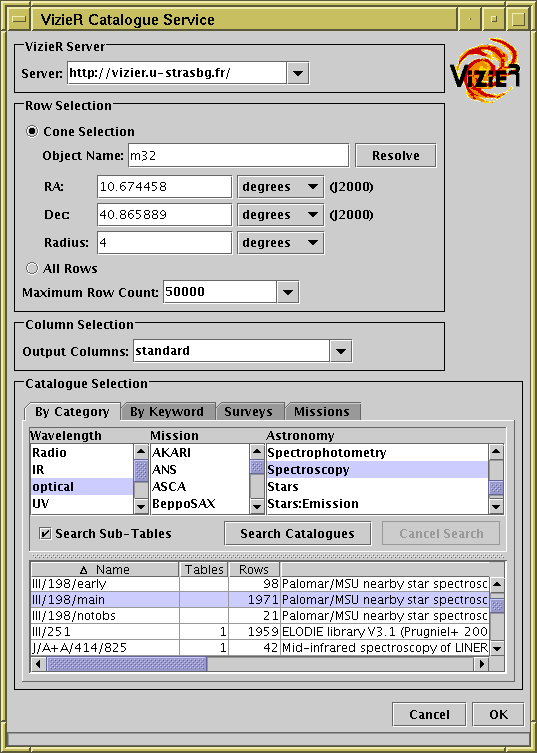 VizieR Catalogue Service
VizieR Server
Server: http://vizier.u-strasbg.fr/
VizieR
Row Selection
Cone Selection
Object Name: m32 Resolve
RA: 10.674458 degrees (J2000)
Dec: 40.865889 degrees (J2000)
Radius: 4 degrees
All Rows
Maximum Row Count: 50000
Column Selection
Output Columns: standard
Catalogue Selection
By Category By Keyword Surveys Missions
Wavelength Mission Astronomy
Radio AKARI Spectrophotometry
IR ANS Spectroscopy
optical ASCA Stars
UV BeppoSAX Stars:Emission
Search Sub-Tables Search Catalogues Cancel Search
Name Tables Rows
III/198/early 98 Palomar/MSU nearby star spectrosc
III/198/main 1971 Palomar/MSU nearby star spectrosc
III/198/notobs 21 Palomar/MSU nearby star spectrosc
III/251 1 1959 ELODIE library V3.1 (Prugniel+ 200
J/A+A/414/825 1 42 Mid-infrared spectroscopy of LINER
Cancel OK